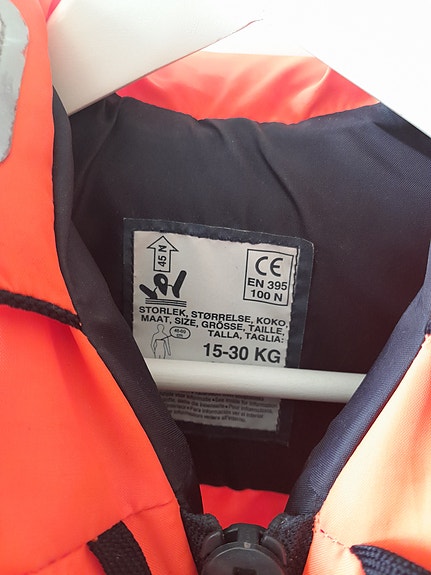 45 N
CE
EN 395
100 N
STORLEK, STØRRELSE, KOKO,
MAAT, SIZE, GRÖSSE, TAILLE,
TALLA, TAGLIA:
15-30 KG